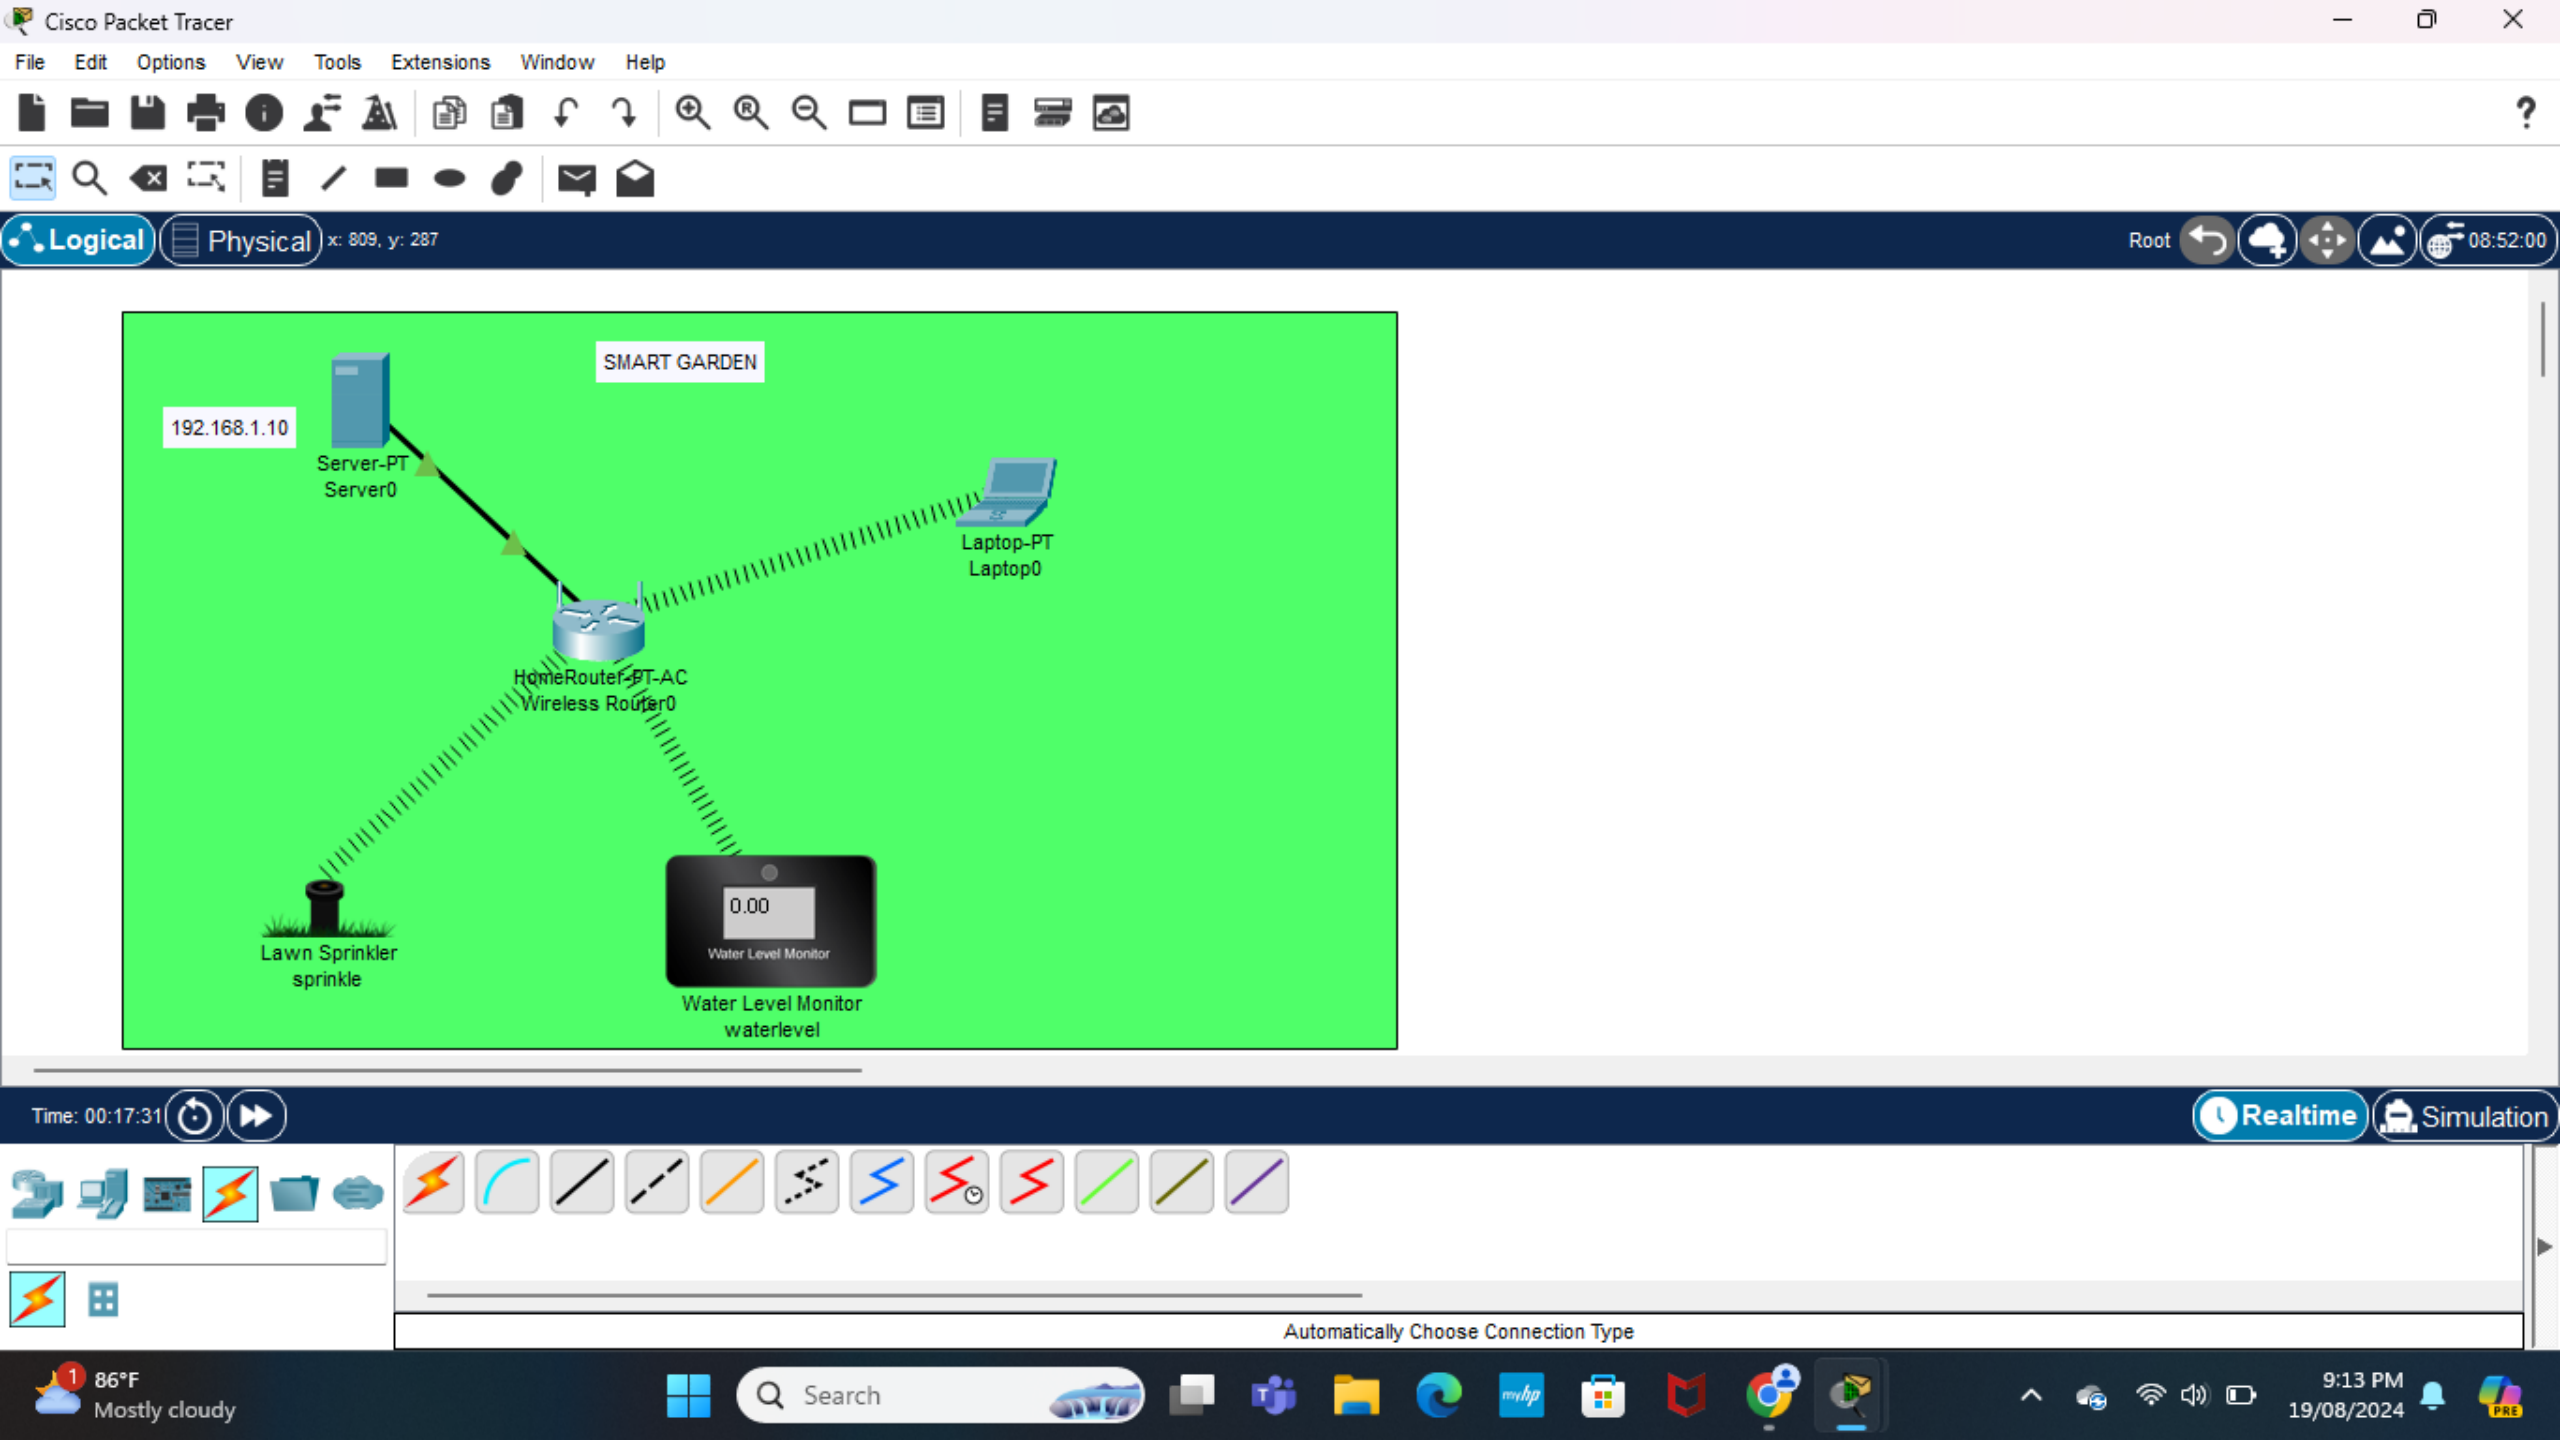 Cisco Packet Tracer
File Edit Options View Tools Extensions Window Help
Logical Physical x: 809, y: 287 Root 08:52:00
SMART GARDEN
192.168.1.10
Server-PT
Server0
Laptop-PT
Laptop0
HomeRouter-PT-AC
Wireless Router0
0.00
Water Level Monitor
Lawn Sprinkler
sprinkle
Water Level Monitor
waterlevel
Time: 00:17:31 Realtime Simulation
Automatically Choose Connection Type
1
86°F
Mostly cloudy
Search
myhp
PRE
9:13 PM
19/08/2024